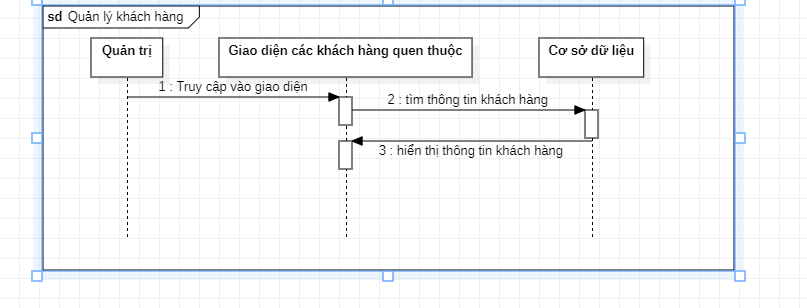 sd Quản lý khách hàng
Quản trị
Giao diện các khách hàng quen thuộc
Cơ sở dữ liệu
1 : Truy cập vào giao diện
2 : tìm thông tin khách hàng
3 : hiển thị thông tin khách hàng